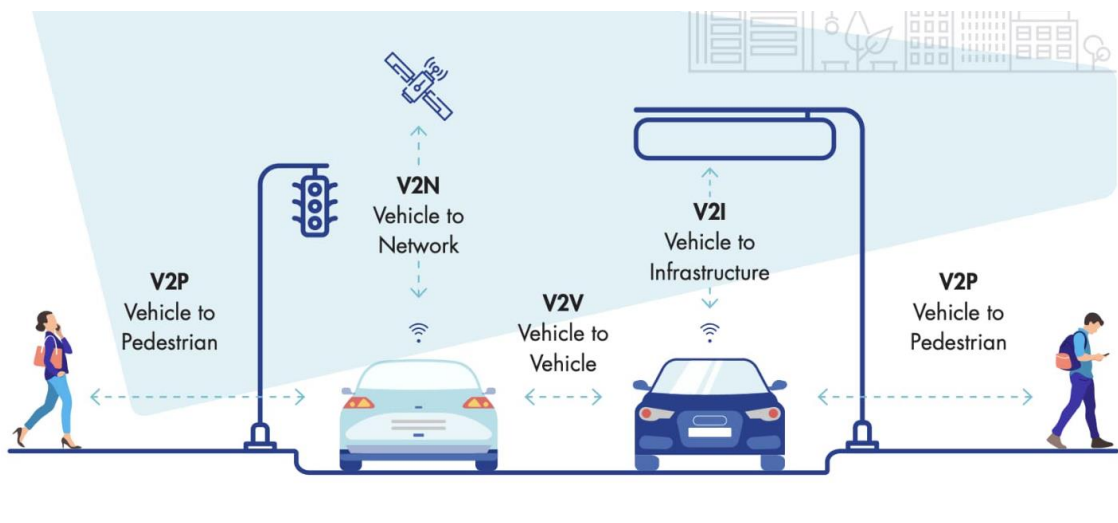 V2N
Vehicle to
Network
V2I
Vehicle to
Infrastructure
V2P
Vehicle to
Pedestrian
V2V
Vehicle to
Vehicle
V2P
Vehicle to
Pedestrian